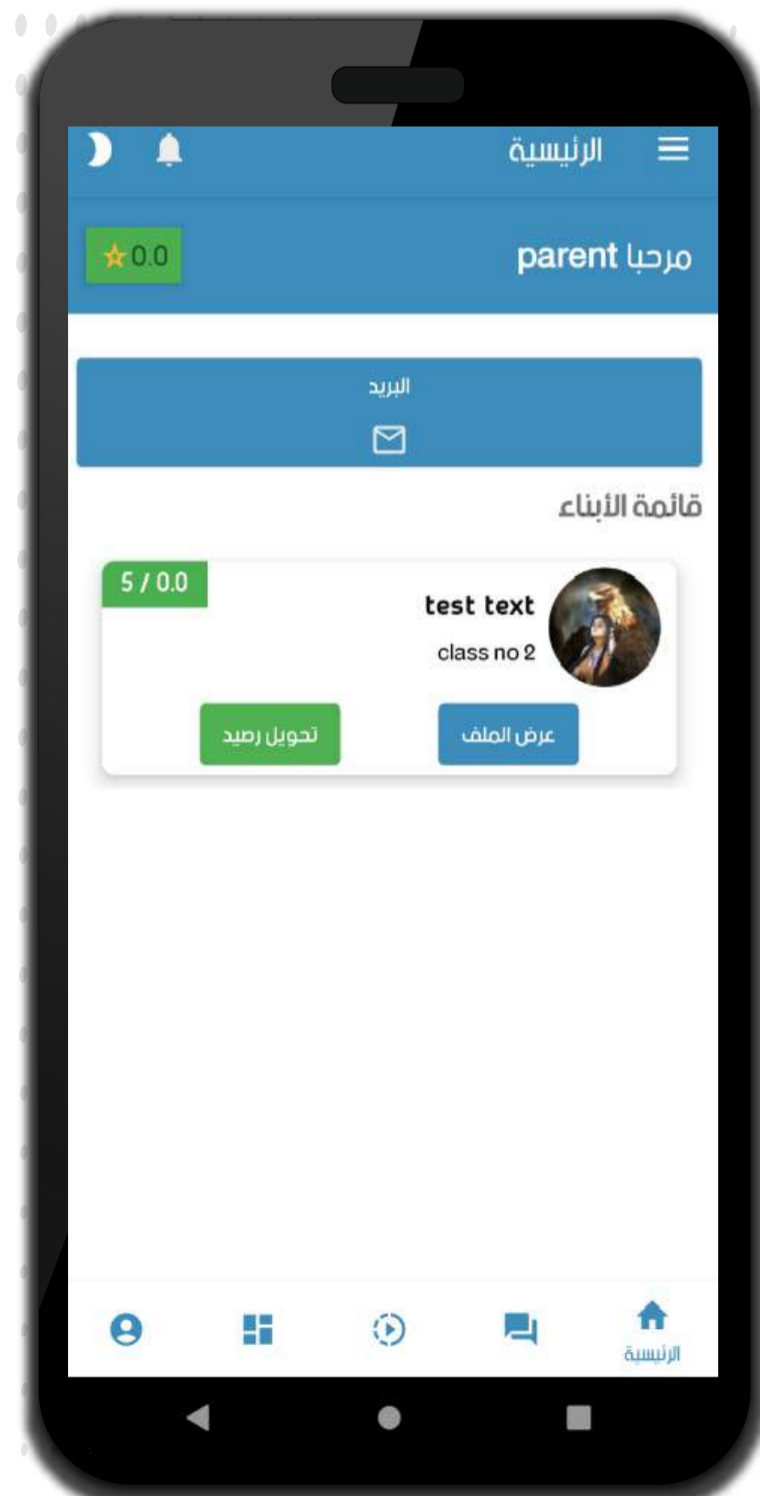 الرئيسية
مرحبا parent
0.0
البريد
قائمة الأبناء
5 / 0.0
test text
class no 2
عرض الملف
تحويل رصيد
الرئيسية